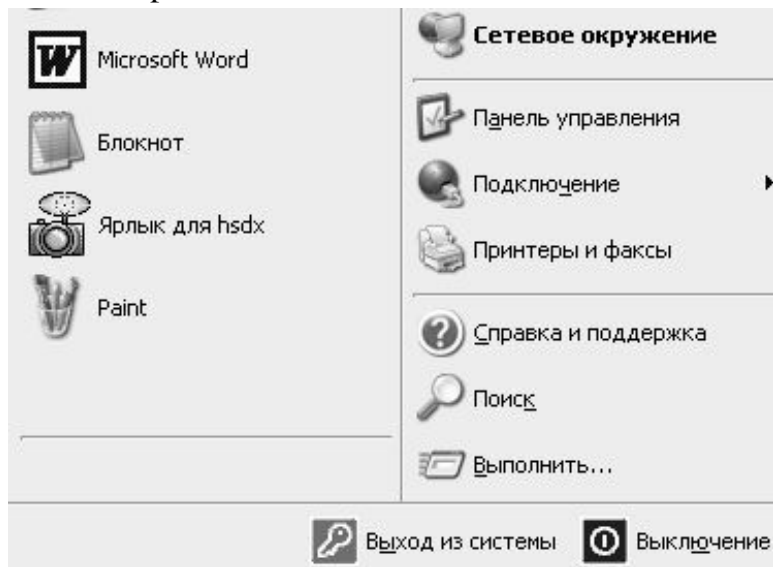 Microsoft Word
Блокнот
Ярлык для hsdx
Paint
Сетевое окружение
Панель управления
Подключение
Принтеры и факсы
Справка и поддержка
Поиск
Выполнить...
Выход из системы
Выключение